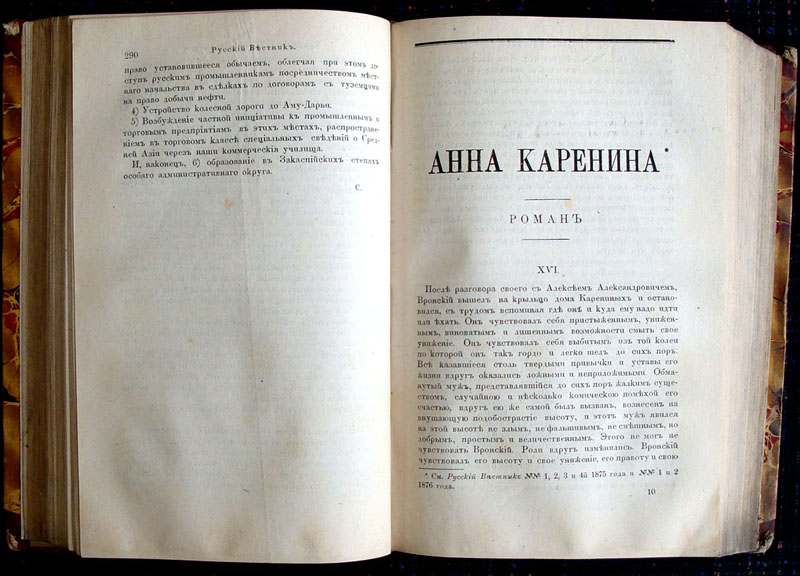 290
Русскій Вѣстникъ.
право установившееся обычаемъ, облегчая при этомъ до-
ступъ русскимъ промышленникамъ посредничествомъ мѣст-
наго начальства въ сдѣлкахъ по договорамъ съ туземцами
на право добычи нефти.
4) Устройство колесной дороги до Аму-Дарьи.
5) Возбужденіе частной иниціативы къ промышленнымъ и
торговымъ предпріятіямъ въ этихъ мѣстахъ, распростране-
ніемъ въ торговомъ классѣ спеціальныхъ свѣдѣній о Сред-
ней Азіи чрезъ наши коммерческія училища.
И, наконецъ, 6) образованіе въ Закаспійскихъ степяхъ
особаго административнаго округа.
С.
АННА КАРЕНИНА*
РОМАНЪ
XVI.
Послѣ разговора своего съ Алексѣемъ Александровичемъ,
Вронскій вышелъ на крыльцо дома Карениныхъ и остано-
вился, съ трудомъ вспоминая гдѣ онъ и куда ему надо идти
или ѣхать. Онъ чувствовалъ себя пристыженнымъ, унижен-
нымъ, виноватымъ и лишеннымъ возможности смыть свое
униженіе. Онъ чувствовалъ себя выбитымъ изъ той колеи
по которой онъ такъ гордо и легко шелъ до сихъ поръ.
Всѣ казавшіеся столь твердыми привычки и уставы его
жизни вдругъ оказались ложными и неприложимыми. Обма-
нутый мужъ, представлявшійся до сихъ поръ жалкимъ суще-
ствомъ, случайною и нѣсколько комическою помѣхой его
счастью, вдругъ ею же самой былъ вызванъ, вознесенъ на
внушающую подобострастіе высоту, и этотъ мужъ явился
на этой высотѣ не злымъ, не фальшивымъ, не смѣшнымъ, но
добрымъ, простымъ и величественнымъ. Этого не могъ не
чувствовать Вронскій. Роли вдругъ измѣнились. Вронскій
чувствовалъ его высоту и свое униженіе, его правоту и свою
* См. Русскій Вѣстникъ №№ 1, 2, 3 и 4й 1875 года и №№ 1 и 2
1876 года.
10